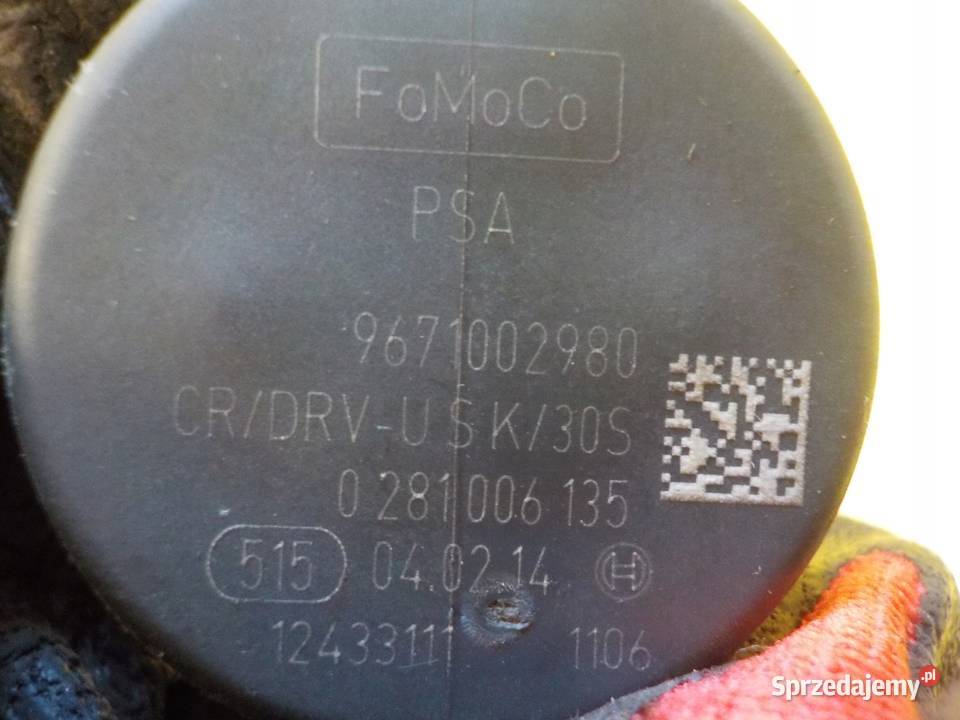 FoMoCo
PSA
9671002980
CR/DRV-U S K/30S
0 281 006 135
515 04.02.14
12433111 1106
Sprzedajemy.pl